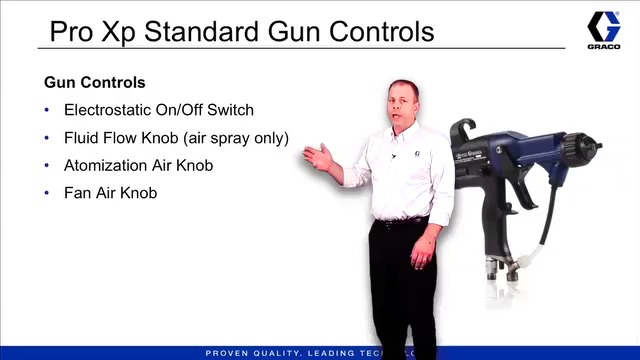 Pro Xp Standard Gun Controls
GRACO
Gun Controls
• Electrostatic On/Off Switch
• Fluid Flow Knob (air spray only)
• Atomization Air Knob
• Fan Air Knob
PROVEN QUALITY. LEADING